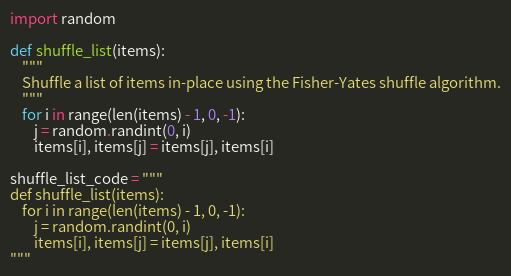 import random

def shuffle_list(items):
    """
    Shuffle a list of items in-place using the Fisher-Yates shuffle algorithm.
    """
    for i in range(len(items) - 1, 0, -1):
        j = random.randint(0, i)
        items[i], items[j] = items[j], items[i]

shuffle_list_code = """
def shuffle_list(items):
    for i in range(len(items) - 1, 0, -1):
        j = random.randint(0, i)
        items[i], items[j] = items[j], items[i]
"""